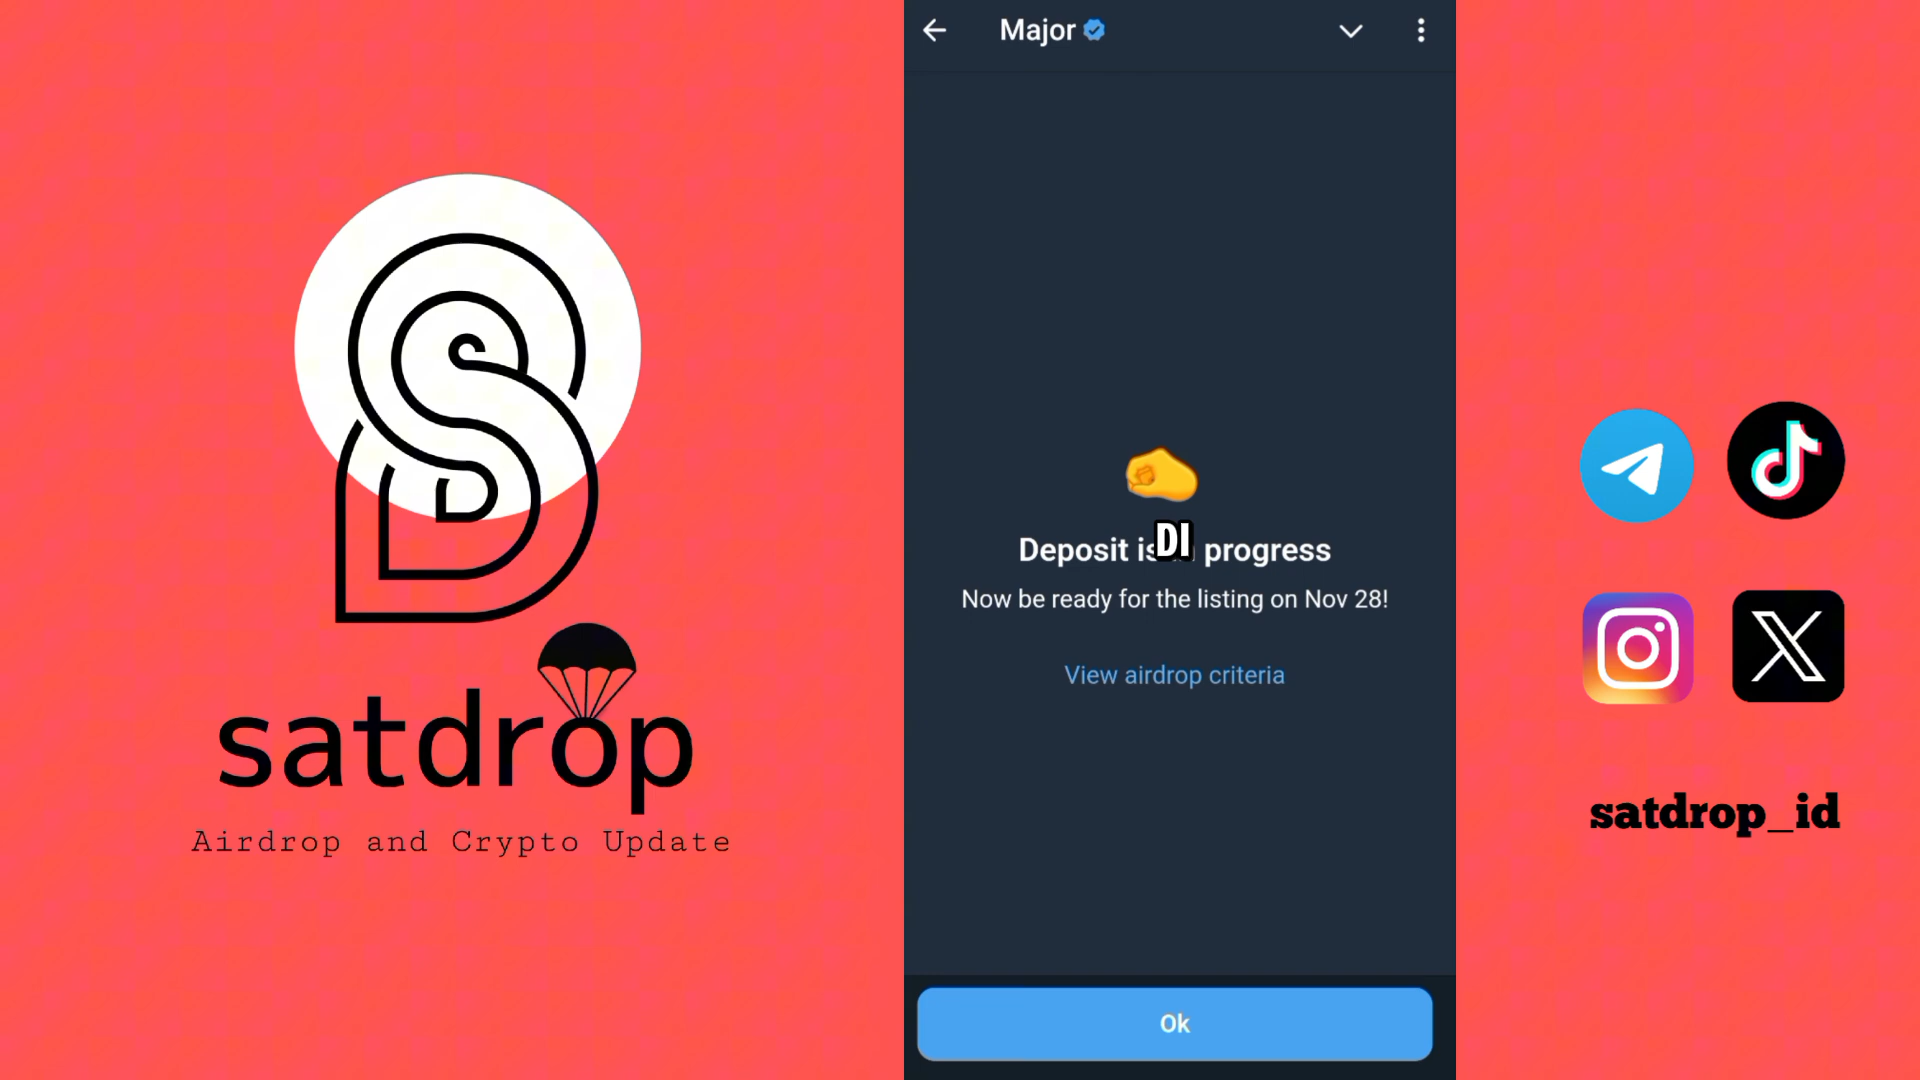 satdrop
Airdrop and Crypto Update
Major
Deposit is progress
DI
Now be ready for the listing on Nov 28!
View airdrop criteria
Ok
satdrop_id